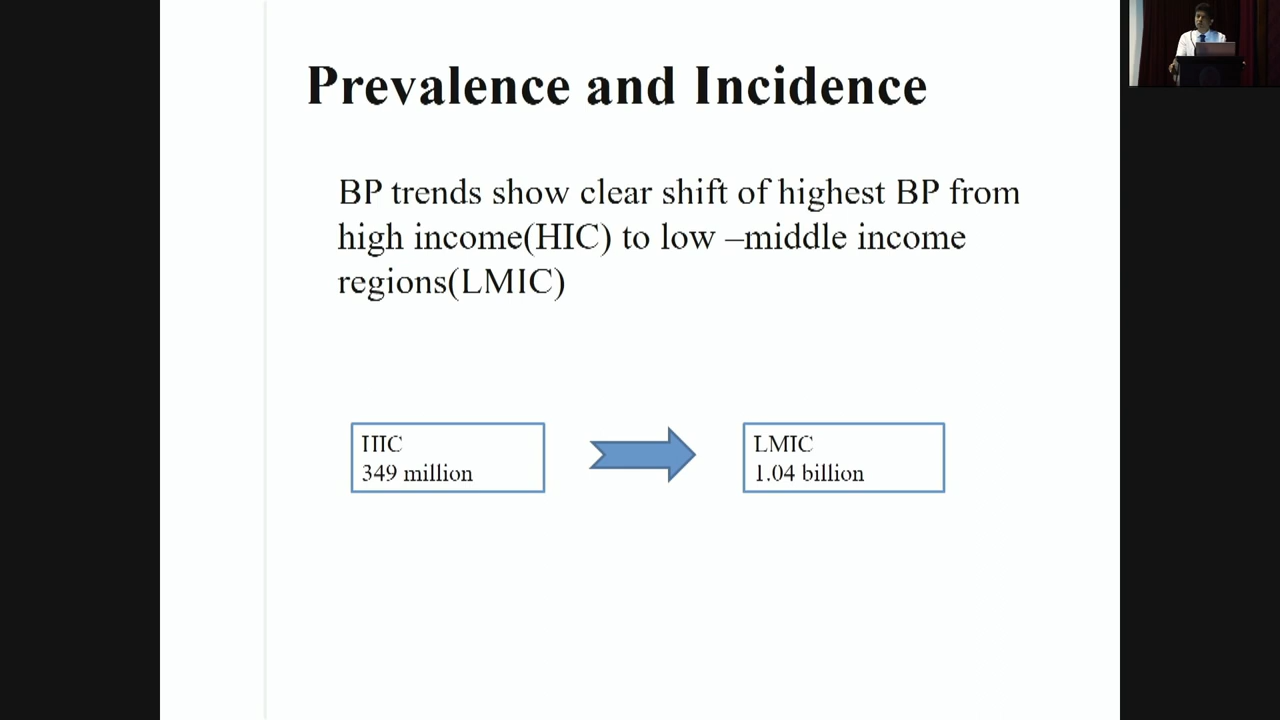 Prevalence and Incidence
BP trends show clear shift of highest BP from
high income(HIC) to low –middle income
regions(LMIC)
HIC
349 million
LMIC
1.04 billion